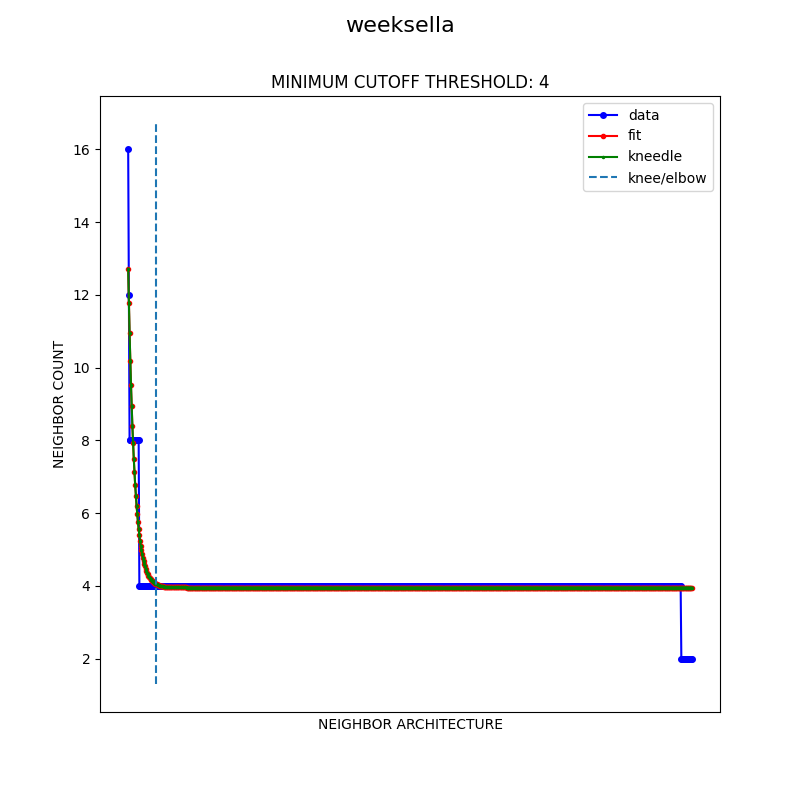 weeksella
MINIMUM CUTOFF THRESHOLD: 4
data
fit
kneedle
knee/elbow
16
14
12
10
8
6
4
2
NEIGHBOR COUNT
NEIGHBOR ARCHITECTURE